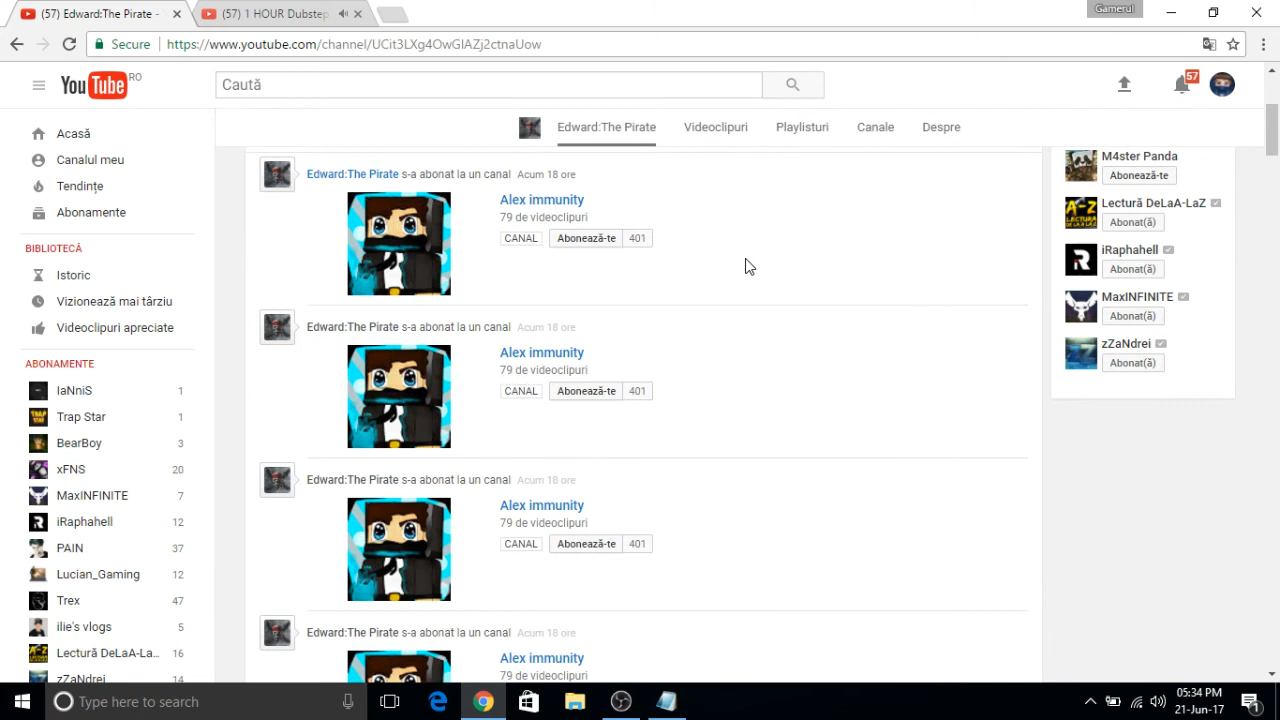 (57) Edward:The Pirate -
(57) 1 HOUR Dubstep
Gamerul
Secure
https://www.youtube.com/channel/UCit3LXg4OwGIAZj2ctnaUow
YouTube RO
Caută
57
Edward:The Pirate
Videoclipuri
Playlisturi
Canale
Despre
Acasă
Canalul meu
Tendințe
Abonamente
BIBLIOTECĂ
Istoric
Vizionează mai târziu
Videoclipuri apreciate
ABONAMENTE
IaNniS 1
Trap Star 1
BearBoy 3
xFNS 20
MaxINFINITE 7
iRaphahell 12
PAIN 37
Lucian_Gaming 12
Trex 47
ilie's vlogs 5
Lectură DeLaA-La... 16
zZaNdrei 14
Edward:The Pirate s-a abonat la un canal Acum 18 ore
Alex immunity
79 de videoclipuri
CANAL Abonează-te 401
Edward:The Pirate s-a abonat la un canal Acum 18 ore
Alex immunity
79 de videoclipuri
CANAL Abonează-te 401
Edward:The Pirate s-a abonat la un canal Acum 18 ore
Alex immunity
79 de videoclipuri
CANAL Abonează-te 401
Edward:The Pirate s-a abonat la un canal Acum 18 ore
Alex immunity
79 de videoclipuri
M4ster Panda
Abonează-te
Lectură DeLaA-LaZ
Abonat(ă)
iRaphahell
Abonat(ă)
MaxINFINITE
Abonat(ă)
zZaNdrei
Abonat(ă)
Type here to search
05:34 PM
21-Jun-17
1